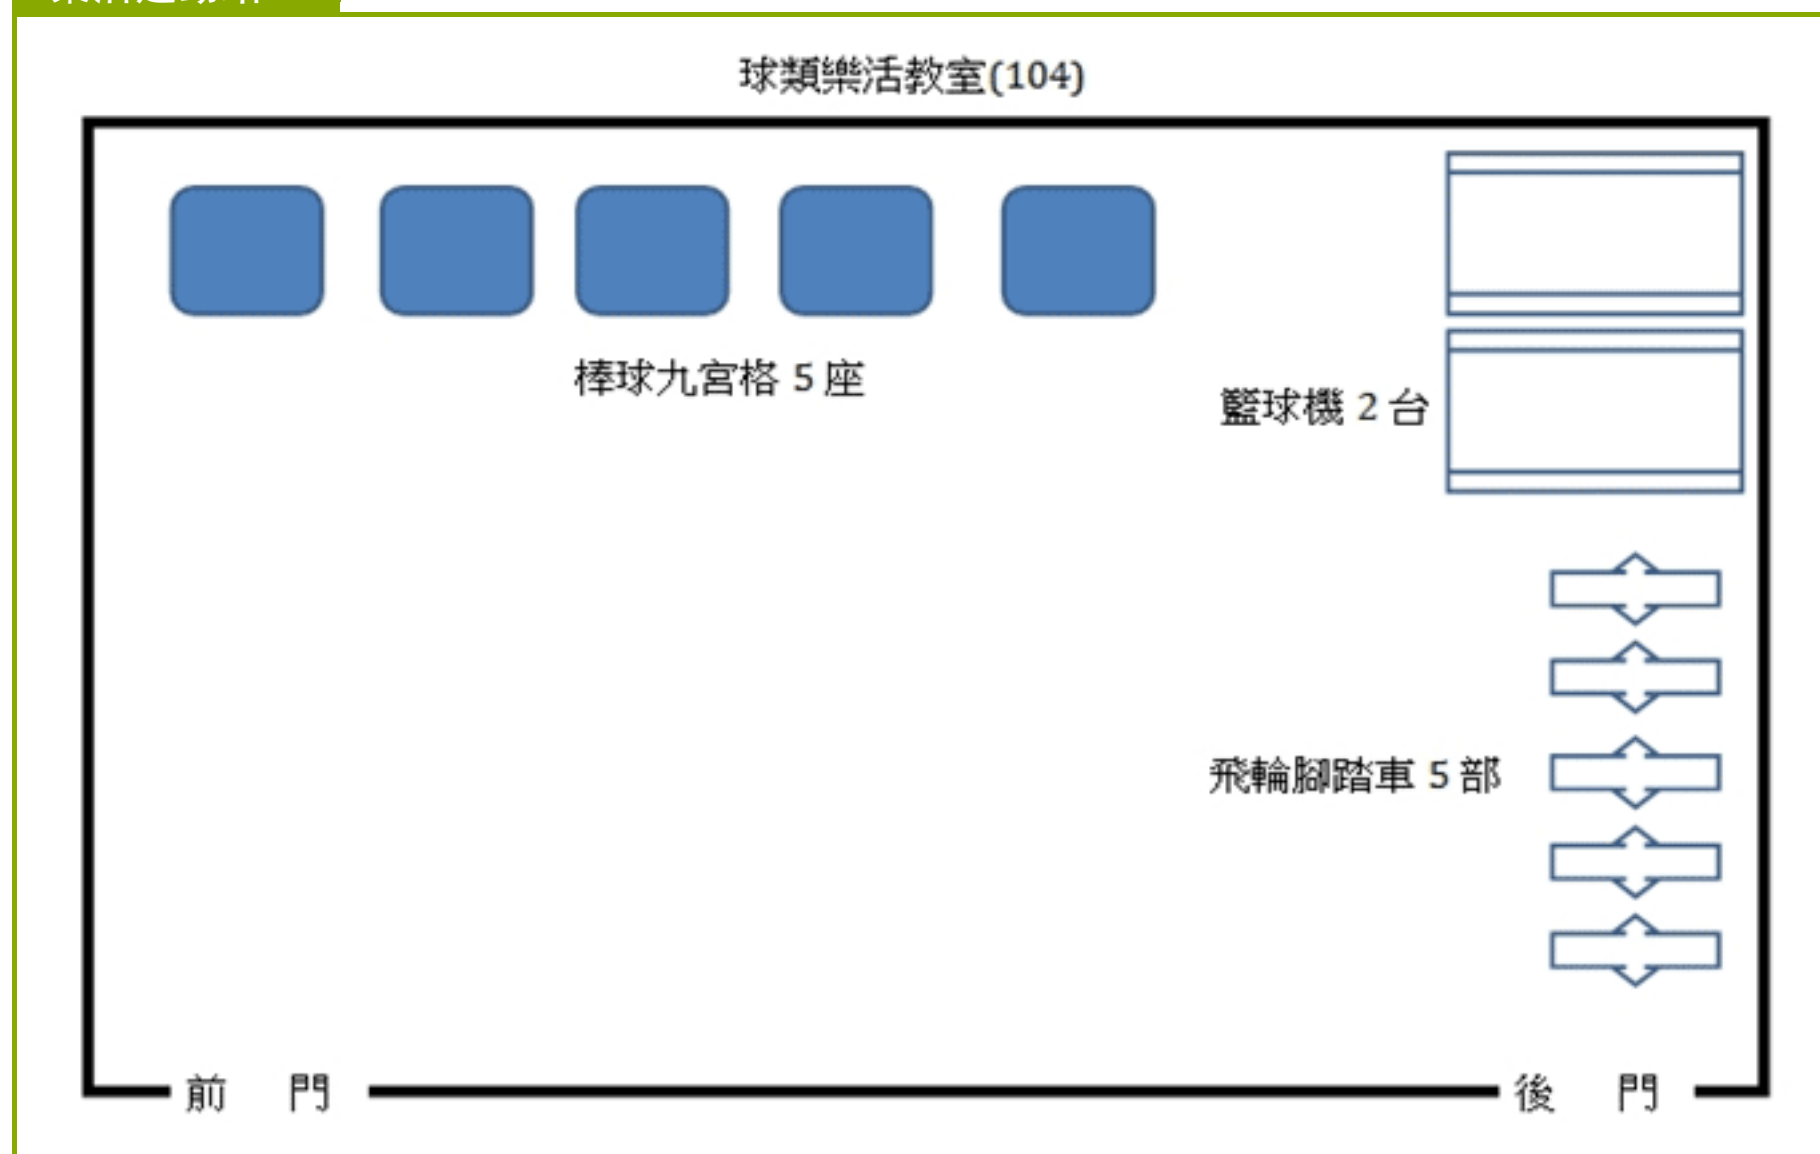 球類樂活教室(104)
棒球九宮格 5 座
籃球機 2 台
飛輪腳踏車 5 部
前 門
後 門